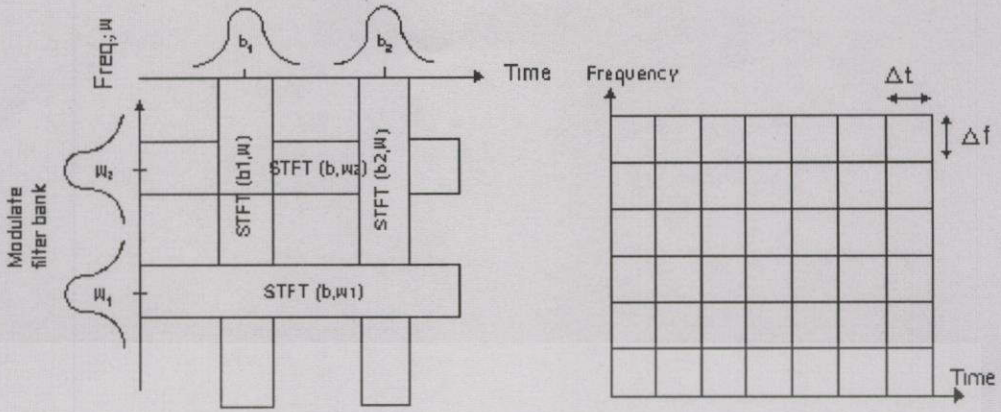 Freq; w
b1
b2
Time
w2
Modulate
filter bank
w1
STFT (b1,w)
STFT (b,w2)
STFT (b2,w)
STFT (b,w1)
Frequency
Δt
Δf
Time